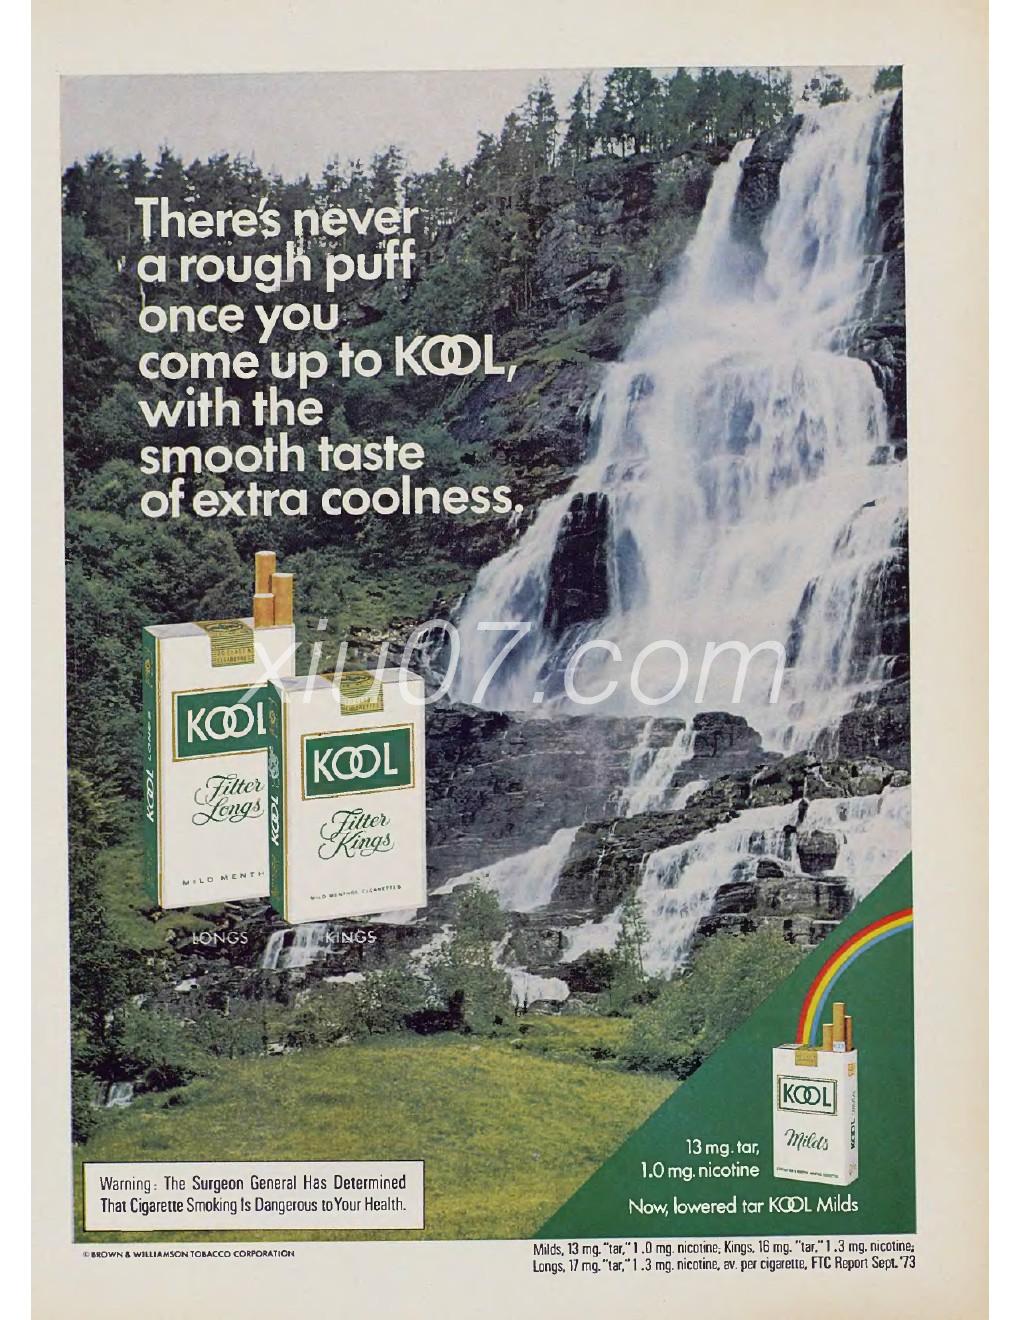 There's never
a rough puff
once you
come up to KOOL,
with the
smooth taste
of extra coolness.
xiu07.com
KOOL
Filter
Longs
MILD MENTH
KOOL LONGS
KOOL
Filter
Kings
MILD MENTHOL CIGARETTES
KOOL
LONGS KINGS
KOOL
Milds
KOOL
13 mg. tar,
1.0 mg. nicotine
Now, lowered tar KOOL Milds
Warning: The Surgeon General Has Determined
That Cigarette Smoking Is Dangerous to Your Health.
© BROWN & WILLIAMSON TOBACCO CORPORATION
Milds, 13 mg. "tar," 1.0 mg. nicotine; Kings, 16 mg. "tar," 1.3 mg. nicotine;
Longs, 17 mg. "tar," 1.3 mg. nicotine, av. per cigarette, FTC Report Sept. '73